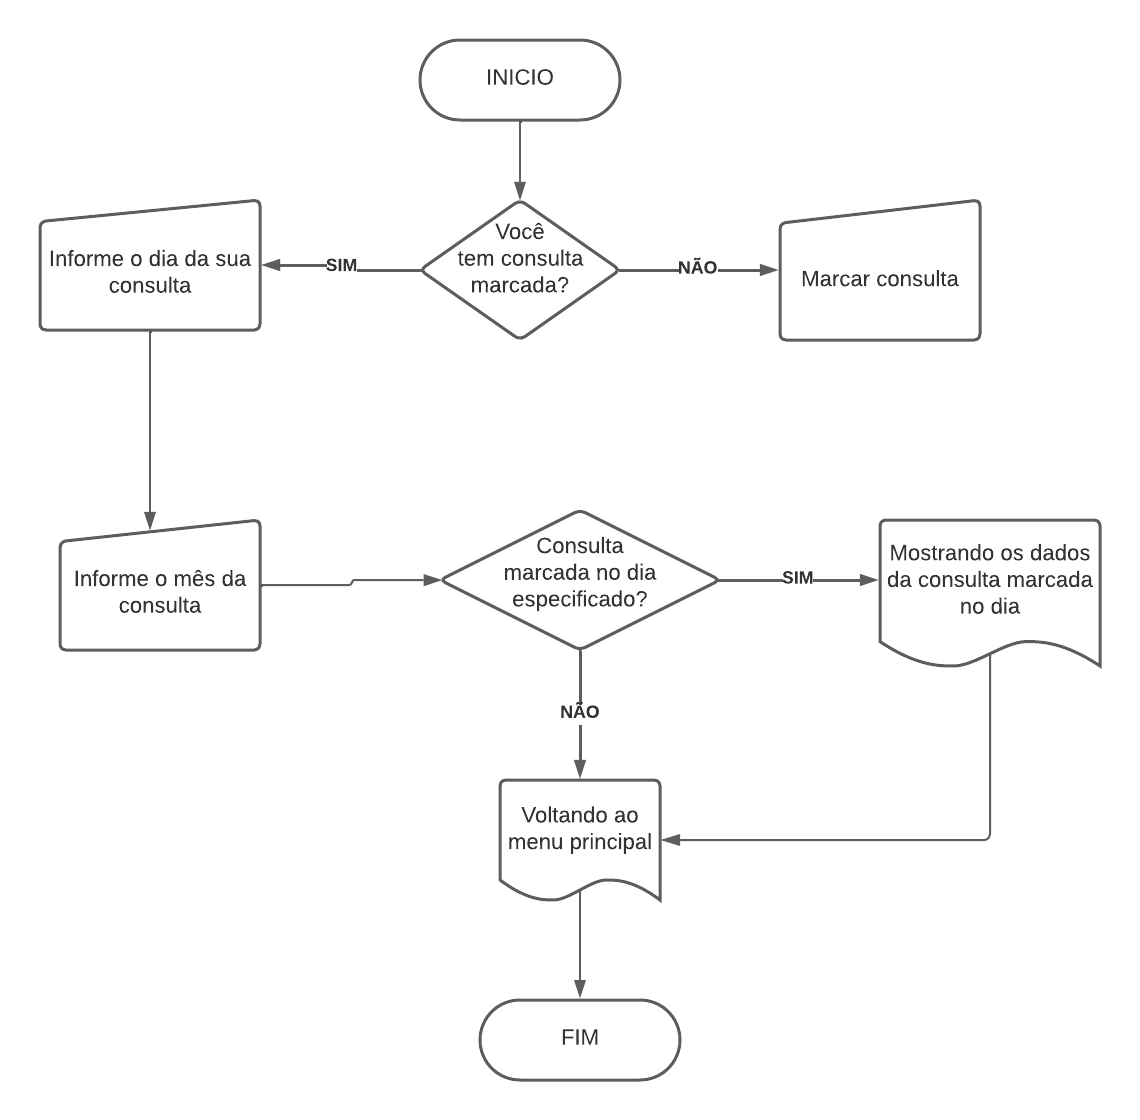 INICIO
Você
tem consulta
marcada?
SIM
NÃO
Informe o dia da sua
consulta
Marcar consulta
Informe o mês da
consulta
Consulta
marcada no dia
especificado?
SIM
Mostrando os dados
da consulta marcada
no dia
NÃO
Voltando ao
menu principal
FIM